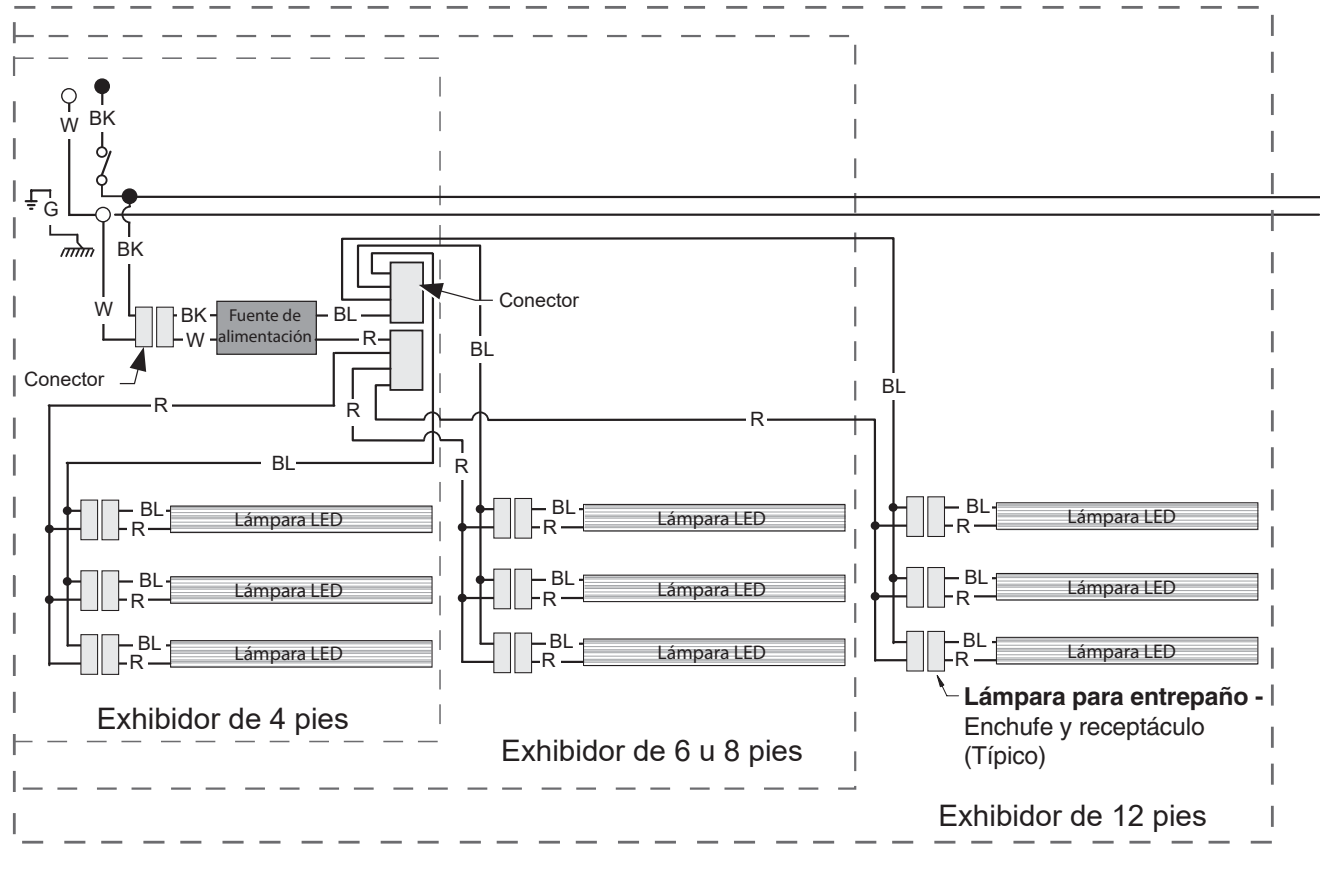 W
BK
G
BK
W
BK
W
Fuente de
alimentación
BL
R
Conector
Conector
BL
BL
R
R
R
BL
R
BL
R
Lámpara LED
BL
R
Lámpara LED
BL
R
Lámpara LED
BL
R
Lámpara LED
BL
R
Lámpara LED
BL
R
Lámpara LED
BL
R
Lámpara LED
BL
R
Lámpara LED
BL
R
Lámpara LED
Lámpara para entrepaño -
Enchufe y receptáculo
(Típico)
Exhibidor de 4 pies
Exhibidor de 6 u 8 pies
Exhibidor de 12 pies